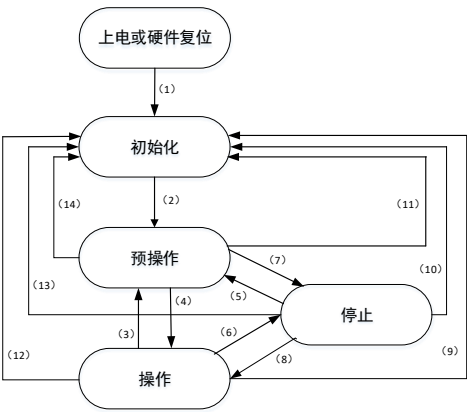 上电或硬件复位
（1）
初始化
（2）
（14）
（11）
预操作
（7）
（10）
（13）
（4）
（5）
停止
（3）
（6）
（12）
（8）
（9）
操作